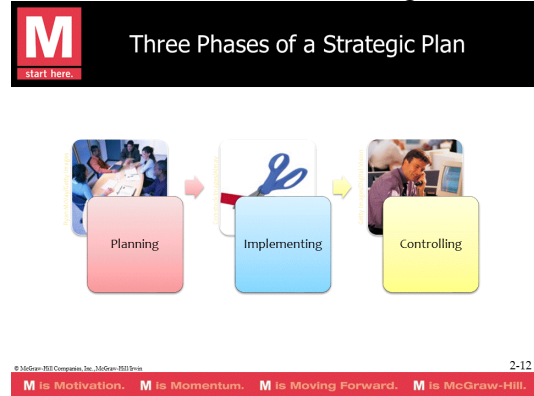 M
start here.
Three Phases of a Strategic Plan
Planning
Implementing
Controlling
© McGraw-Hill Companies, Inc., McGraw-Hill/Irwin
2-12
M is Motivation. M is Momentum. M is Moving Forward. M is McGraw-Hill.